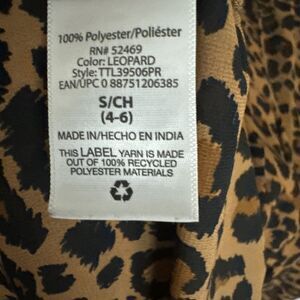 100% Polyester/Poliéster
RN# 52469
Color: LEOPARD
Style: TTL39506PR
EAN/UPC 0 88751206385
S/CH
(4-6)
MADE IN/HECHO EN INDIA
THIS LABEL YARN IS MADE
OUT OF 100% RECYCLED
POLYESTER MATERIALS